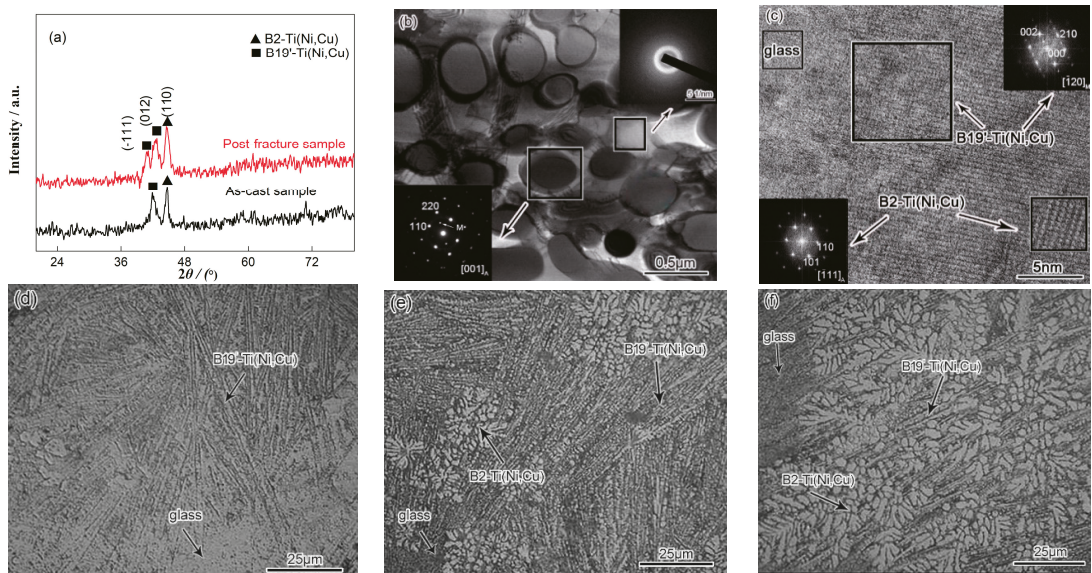 (a)
▲ B2-Ti(Ni,Cu)
■ B19'-Ti(Ni,Cu)
Intensity / a.u.
(-111)
(012)
(110)
Post fracture sample
As-cast sample
24
36
48
60
72
2θ / (°)
(b)
5 1/nm
220
110
M
[001]A
0.5μm
(c)
glass
002
210
000
[1̄20]M
B19'-Ti(Ni,Cu)
B2-Ti(Ni,Cu)
110
101
[111]A
5nm
(d)
B19'-Ti(Ni,Cu)
glass
25μm
(e)
B19'-Ti(Ni,Cu)
B2-Ti(Ni,Cu)
glass
25μm
(f)
glass
B19'-Ti(Ni,Cu)
B2-Ti(Ni,Cu)
25μm